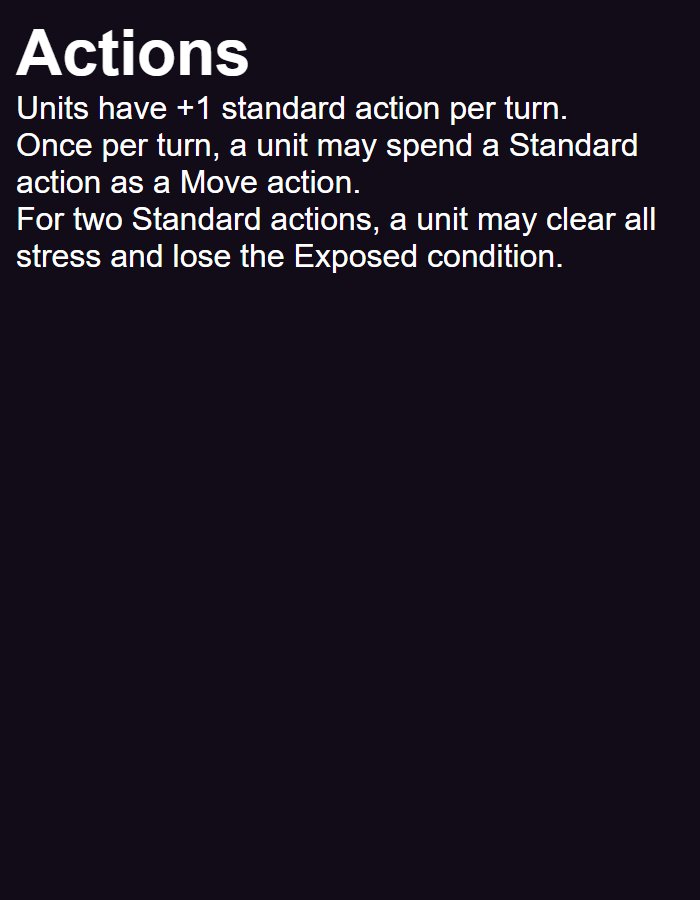 Actions
Units have +1 standard action per turn.
Once per turn, a unit may spend a Standard
action as a Move action.
For two Standard actions, a unit may clear all
stress and lose the Exposed condition.